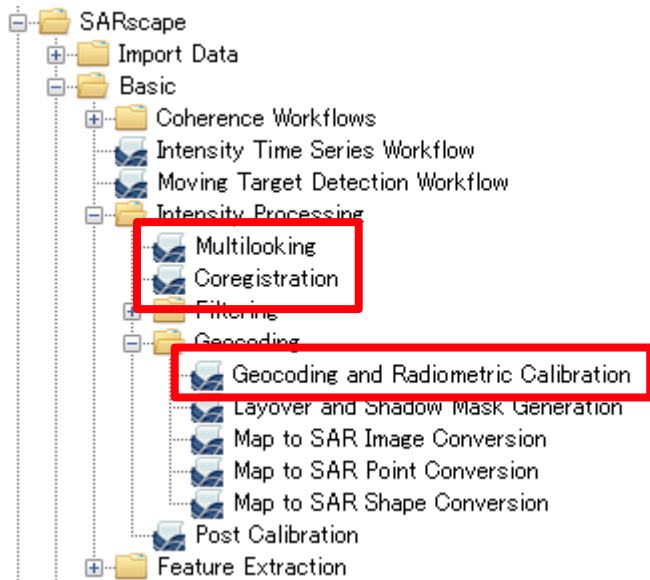 SARscape
Import Data
Basic
Coherence Workflows
Intensity Time Series Workflow
Moving Target Detection Workflow
Intensity Processing
Multilooking
Coregistration
Filtering
Geocoding
Geocoding and Radiometric Calibration
Layover and Shadow Mask Generation
Map to SAR Image Conversion
Map to SAR Point Conversion
Map to SAR Shape Conversion
Post Calibration
Feature Extraction